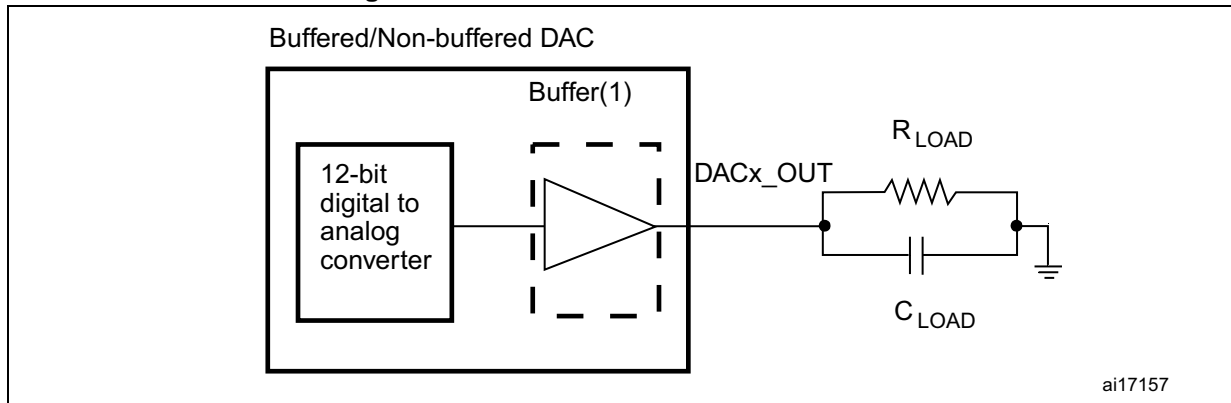 Buffered/Non-buffered DAC
Buffer(1)
12-bit
digital to
analog
converter
DACx_OUT
R LOAD
C LOAD
ai17157